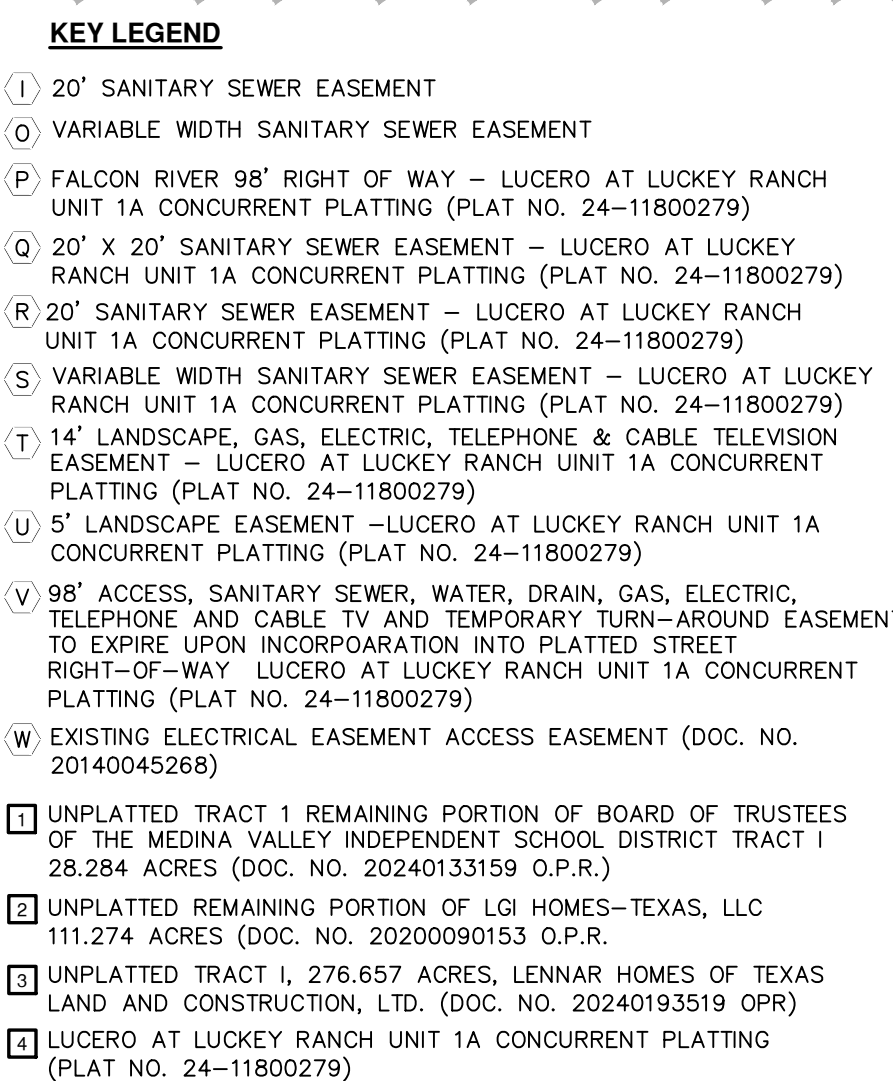 KEY LEGEND
I 20' SANITARY SEWER EASEMENT
O VARIABLE WIDTH SANITARY SEWER EASEMENT
P FALCON RIVER 98' RIGHT OF WAY – LUCERO AT LUCKEY RANCH
UNIT 1A CONCURRENT PLATTING (PLAT NO. 24–11800279)
Q 20' X 20' SANITARY SEWER EASEMENT – LUCERO AT LUCKEY
RANCH UNIT 1A CONCURRENT PLATTING (PLAT NO. 24–11800279)
R 20' SANITARY SEWER EASEMENT – LUCERO AT LUCKEY RANCH
UNIT 1A CONCURRENT PLATTING (PLAT NO. 24–11800279)
S VARIABLE WIDTH SANITARY SEWER EASEMENT – LUCERO AT LUCKEY
RANCH UNIT 1A CONCURRENT PLATTING (PLAT NO. 24–11800279)
T 14' LANDSCAPE, GAS, ELECTRIC, TELEPHONE & CABLE TELEVISION
EASEMENT – LUCERO AT LUCKEY RANCH UINIT 1A CONCURRENT
PLATTING (PLAT NO. 24–11800279)
U 5' LANDSCAPE EASEMENT –LUCERO AT LUCKEY RANCH UNIT 1A
CONCURRENT PLATTING (PLAT NO. 24–11800279)
V 98' ACCESS, SANITARY SEWER, WATER, DRAIN, GAS, ELECTRIC,
TELEPHONE AND CABLE TV AND TEMPORARY TURN–AROUND EASEMENT
TO EXPIRE UPON INCORPOARATION INTO PLATTED STREET
RIGHT–OF–WAY LUCERO AT LUCKEY RANCH UNIT 1A CONCURRENT
PLATTING (PLAT NO. 24–11800279)
W EXISTING ELECTRICAL EASEMENT ACCESS EASEMENT (DOC. NO.
20140045268)
1 UNPLATTED TRACT 1 REMAINING PORTION OF BOARD OF TRUSTEES
OF THE MEDINA VALLEY INDEPENDENT SCHOOL DISTRICT TRACT I
28.284 ACRES (DOC. NO. 20240133159 O.P.R.)
2 UNPLATTED REMAINING PORTION OF LGI HOMES–TEXAS, LLC
111.274 ACRES (DOC. NO. 20200090153 O.P.R.
3 UNPLATTED TRACT I, 276.657 ACRES, LENNAR HOMES OF TEXAS
LAND AND CONSTRUCTION, LTD. (DOC. NO. 20240193519 OPR)
4 LUCERO AT LUCKEY RANCH UNIT 1A CONCURRENT PLATTING
(PLAT NO. 24–11800279)